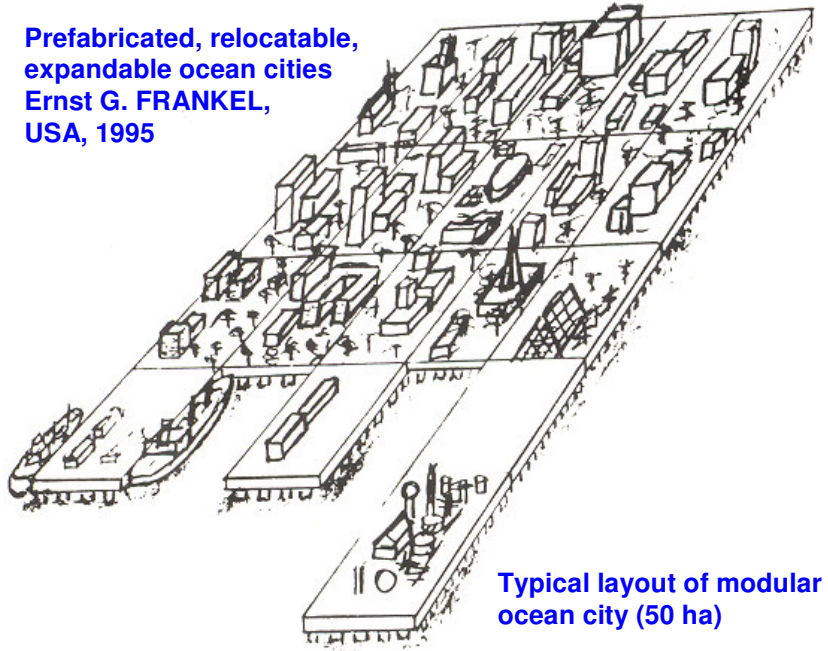 Prefabricated, relocatable,
expandable ocean cities
Ernst G. FRANKEL,
USA, 1995
Typical layout of modular
ocean city (50 ha)